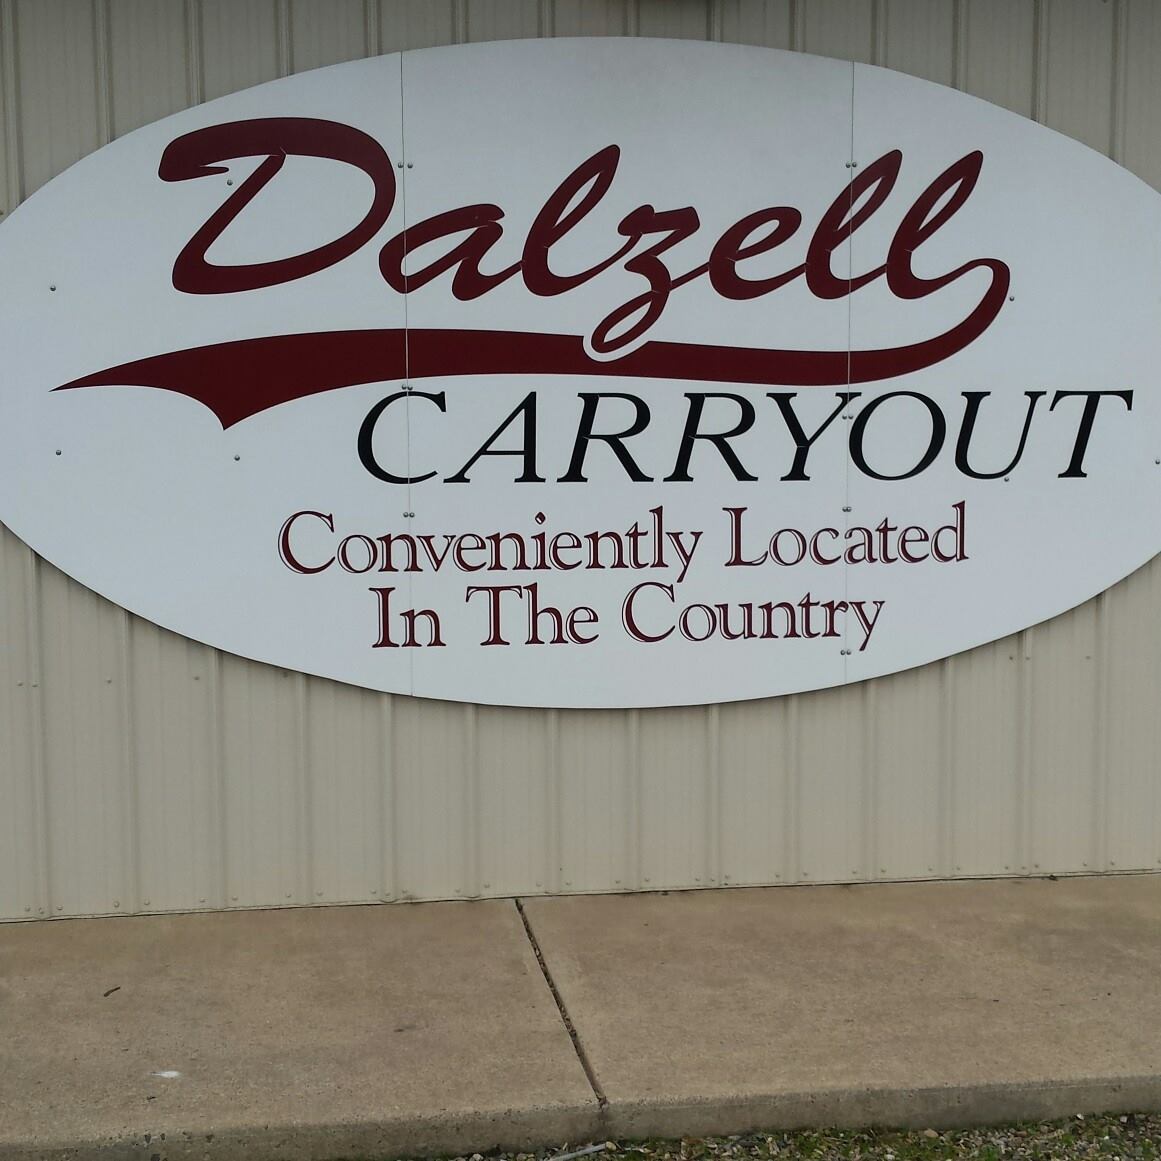 Dalzell
CARRYOUT
Conveniently Located
In The Country